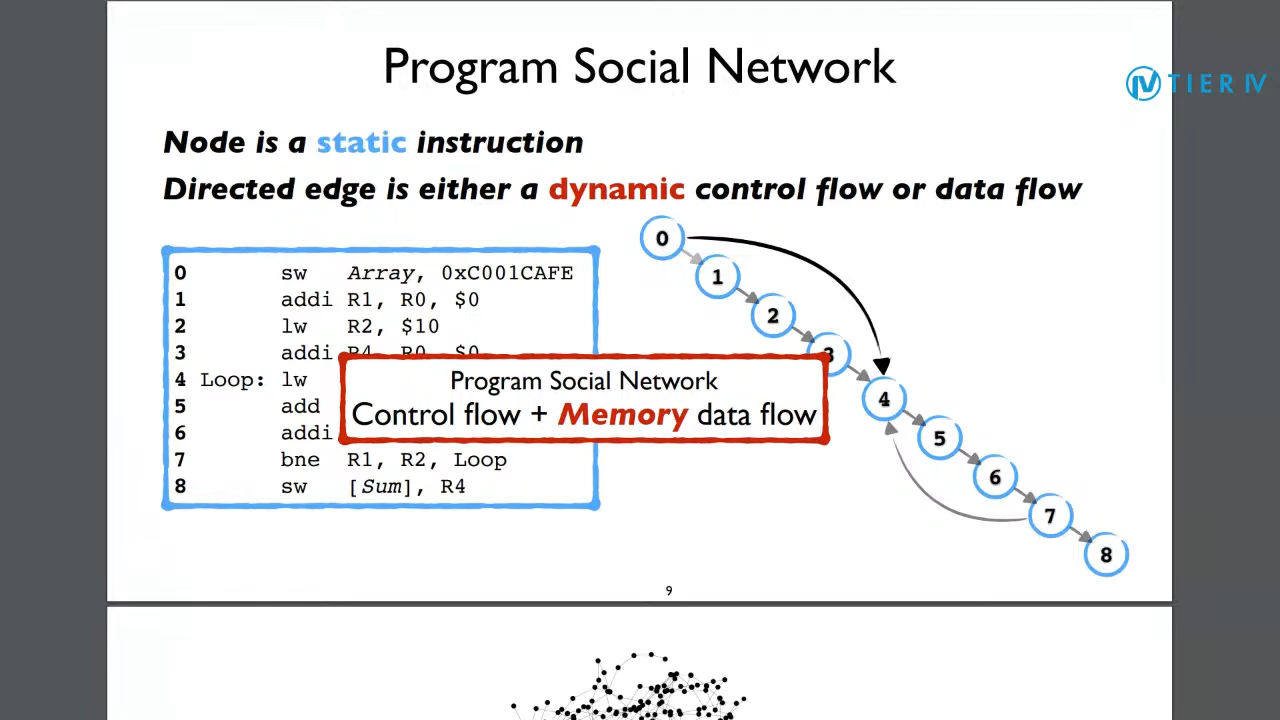 Program Social Network
TIER IV
Node is a static instruction
Directed edge is either a dynamic control flow or data flow
0 sw Array, 0xC001CAFE
1 addi R1, R0, $0
2 lw R2, $10
3 addi R4, R0, $0
4 Loop: lw
5 add
6 addi
7 bne R1, R2, Loop
8 sw [Sum], R4
Program Social Network
Control flow + Memory data flow
0
1
2
3
4
5
6
7
8
9